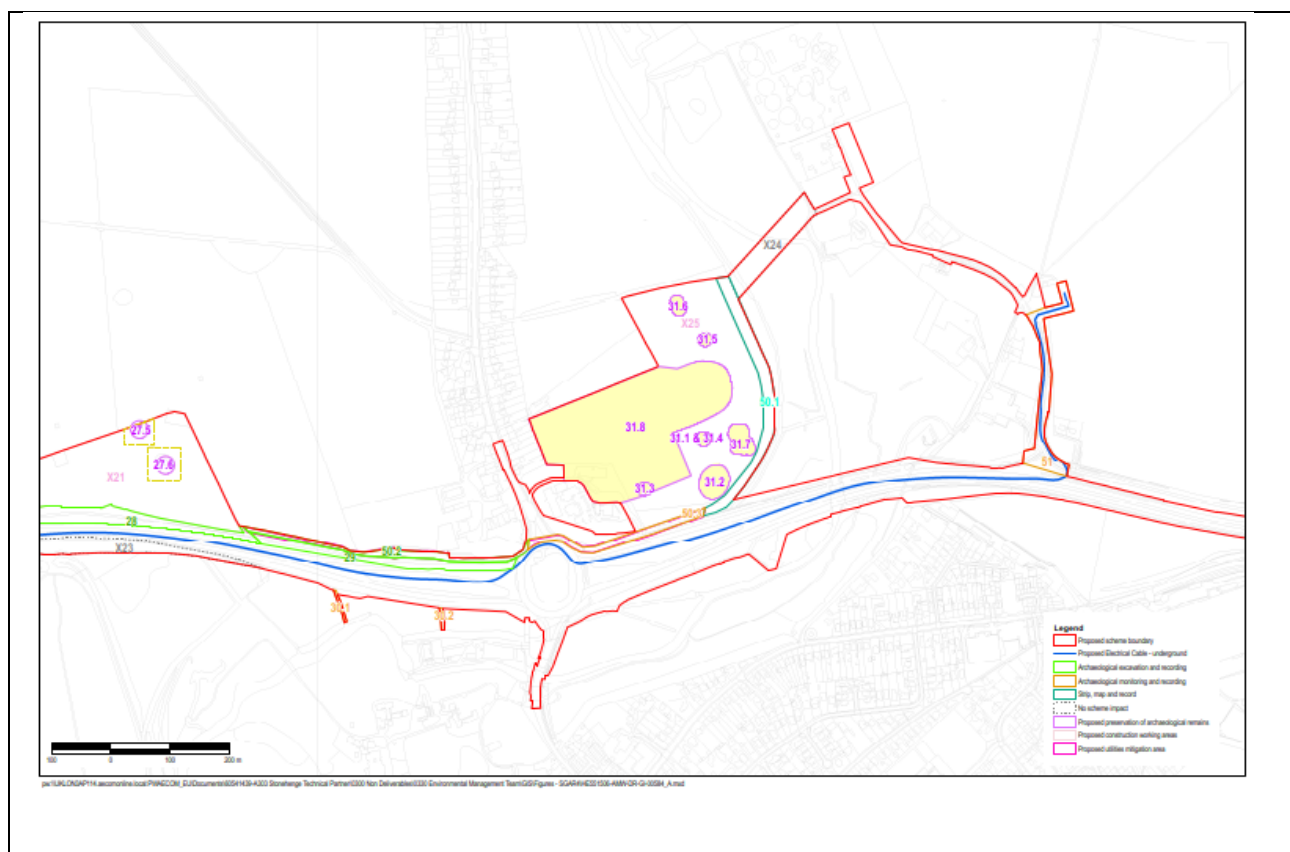 X24
31.6
X25
31.5
50.1
31.8
31.1 & 31.4
31.7
27.5
27.6
X21
31.2
31.3
51
28
50.3
X23
29
50.2
30.1
30.2
Legend
Proposed scheme boundary
Proposed Electrical Cable - underground
Archaeological excavation and recording
Archaeological monitoring and recording
Strip, map and record
No scheme impact
Proposed preservation of archaeological remains
Proposed construction working areas
Proposed utilities mitigation area
100 0 100 200 m